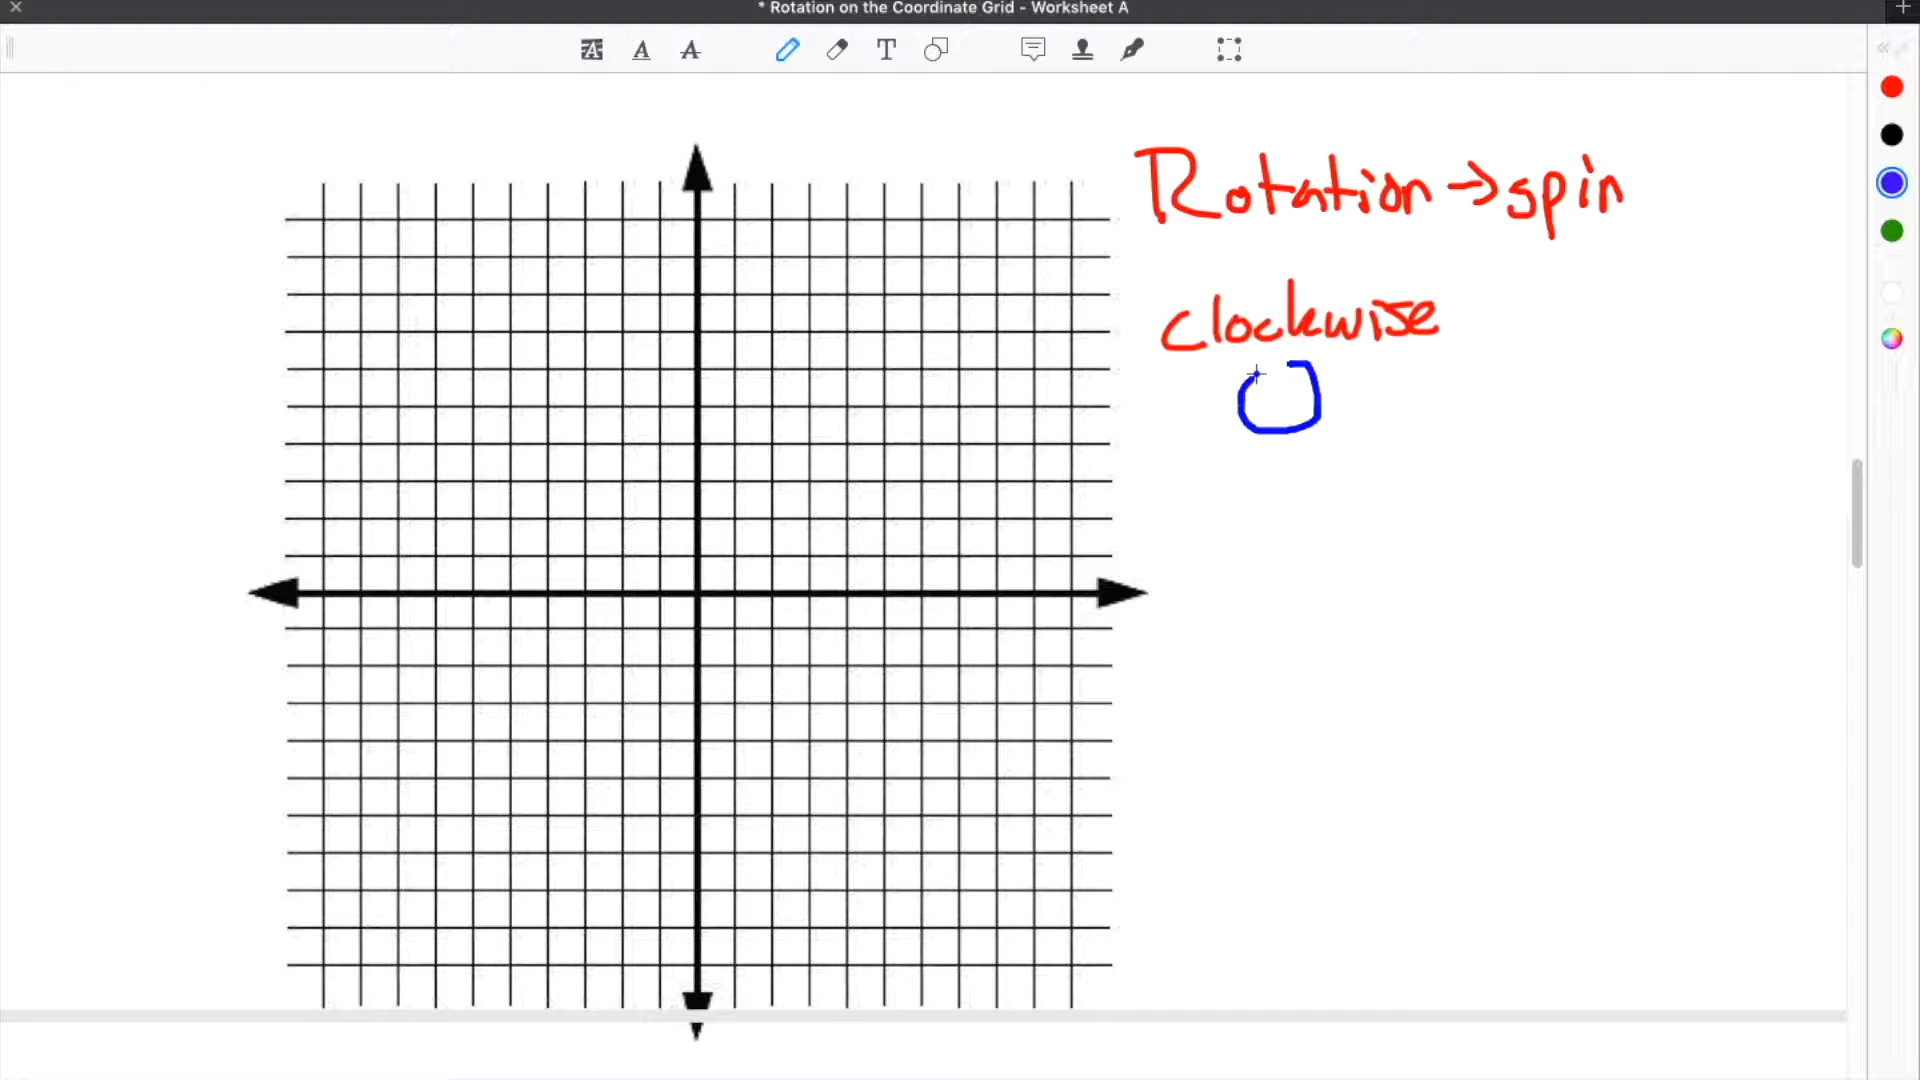 * Rotation on the Coordinate Grid - Worksheet A
A A A T
Rotation → spin
clockwise